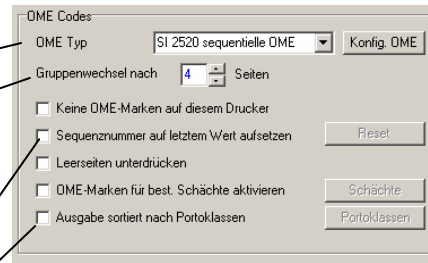 OME Codes
OME Typ SI 2520 sequentielle OME Konfig. OME
Gruppenwechsel nach 4 Seiten
Keine OME-Marken auf diesem Drucker
Sequenznummer auf letztem Wert aufsetzen Reset
Leerseiten unterdrücken
OME-Marken für best. Schächte aktivieren Schächte
Ausgabe sortiert nach Portoklassen Portoklassen